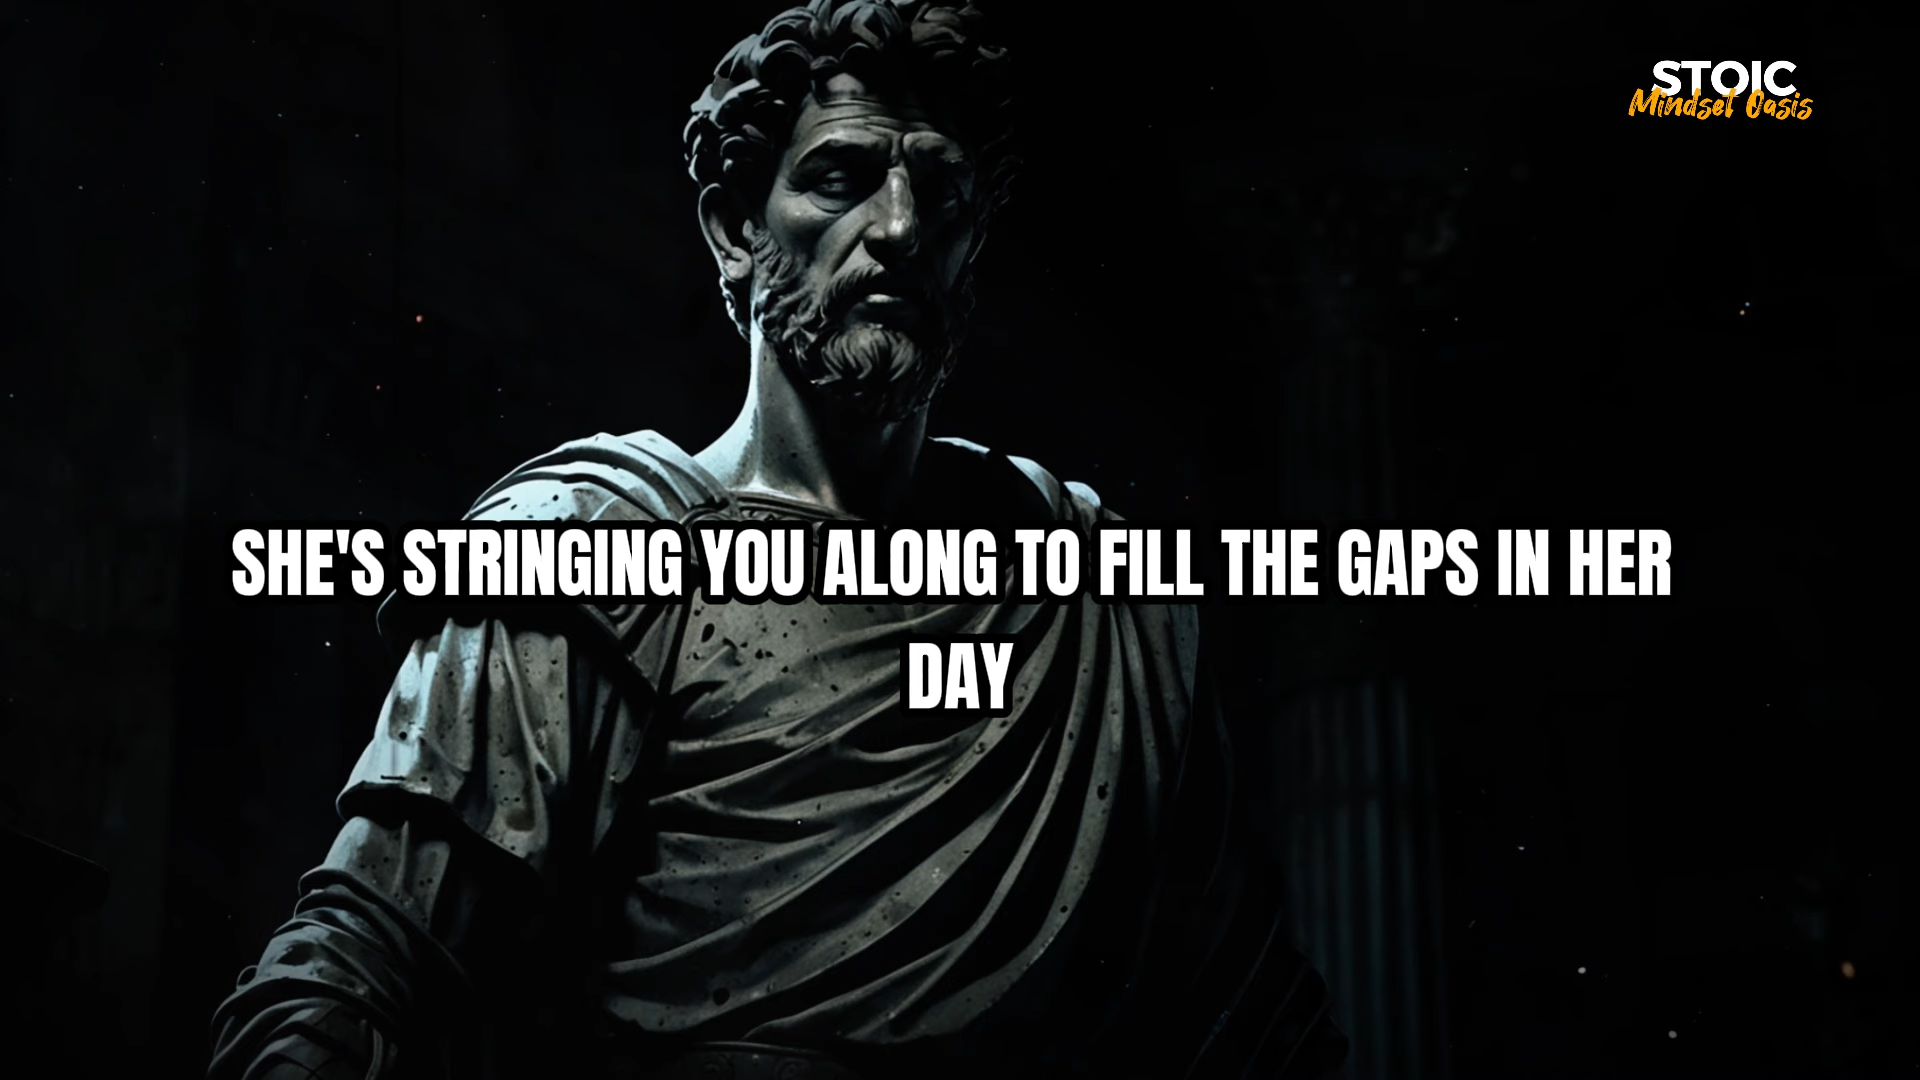 STOIC
Mindset Oasis
SHE'S STRINGING YOU ALONG TO FILL THE GAPS IN HER
DAY